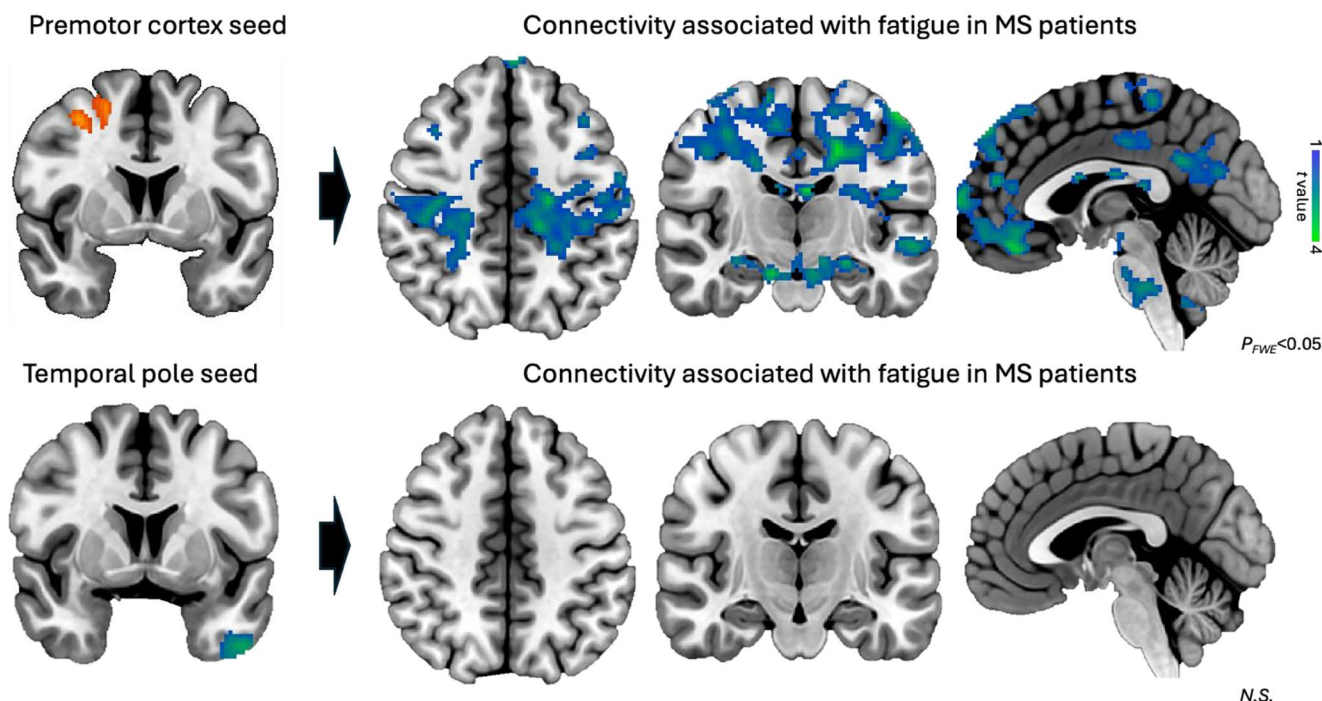 Premotor cortex seed
Connectivity associated with fatigue in MS patients
1
t value
4
P_FWE<0.05
Temporal pole seed
Connectivity associated with fatigue in MS patients
N.S.